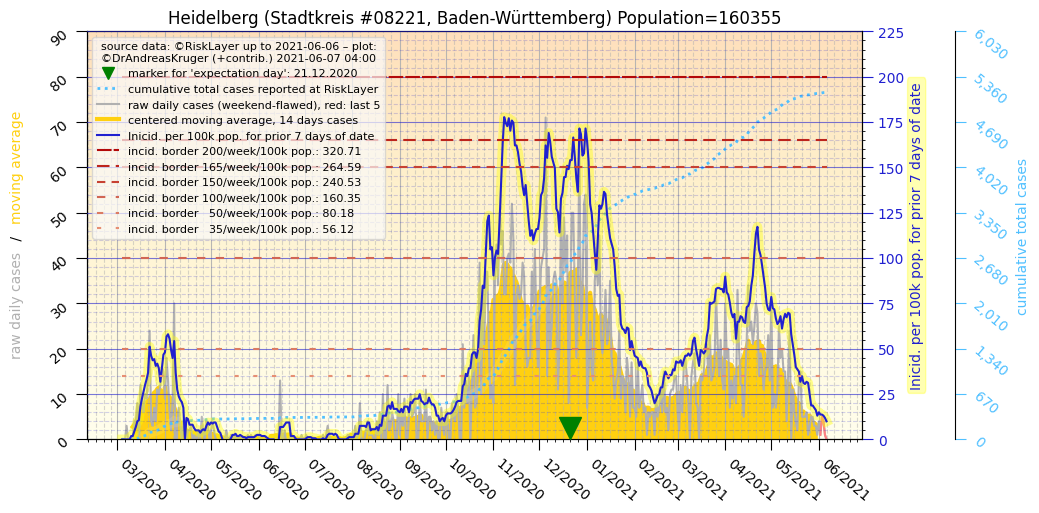 Heidelberg (Stadtkreis #08221, Baden-Württemberg) Population=160355
source data: ©RiskLayer up to 2021-06-06 – plot:
©DrAndreasKruger (+contrib.) 2021-06-07 04:00
marker for 'expectation day': 21.12.2020
cumulative total cases reported at RiskLayer
raw daily cases (weekend-flawed), red: last 5
centered moving average, 14 days cases
Inicid. per 100k pop. for prior 7 days of date
incid. border 200/week/100k pop.: 320.71
incid. border 165/week/100k pop.: 264.59
incid. border 150/week/100k pop.: 240.53
incid. border 100/week/100k pop.: 160.35
incid. border 50/week/100k pop.: 80.18
incid. border 35/week/100k pop.: 56.12
raw daily cases / moving average
90
80
70
60
50
40
30
20
10
0
03/2020
04/2020
05/2020
06/2020
07/2020
08/2020
09/2020
10/2020
11/2020
12/2020
01/2021
02/2021
03/2021
04/2021
05/2021
06/2021
225
200
175
150
125
100
75
50
25
0
Inicid. per 100k pop. for prior 7 days of date
6,030
5,360
4,690
4,020
3,350
2,680
2,010
1,340
670
0
cumulative total cases